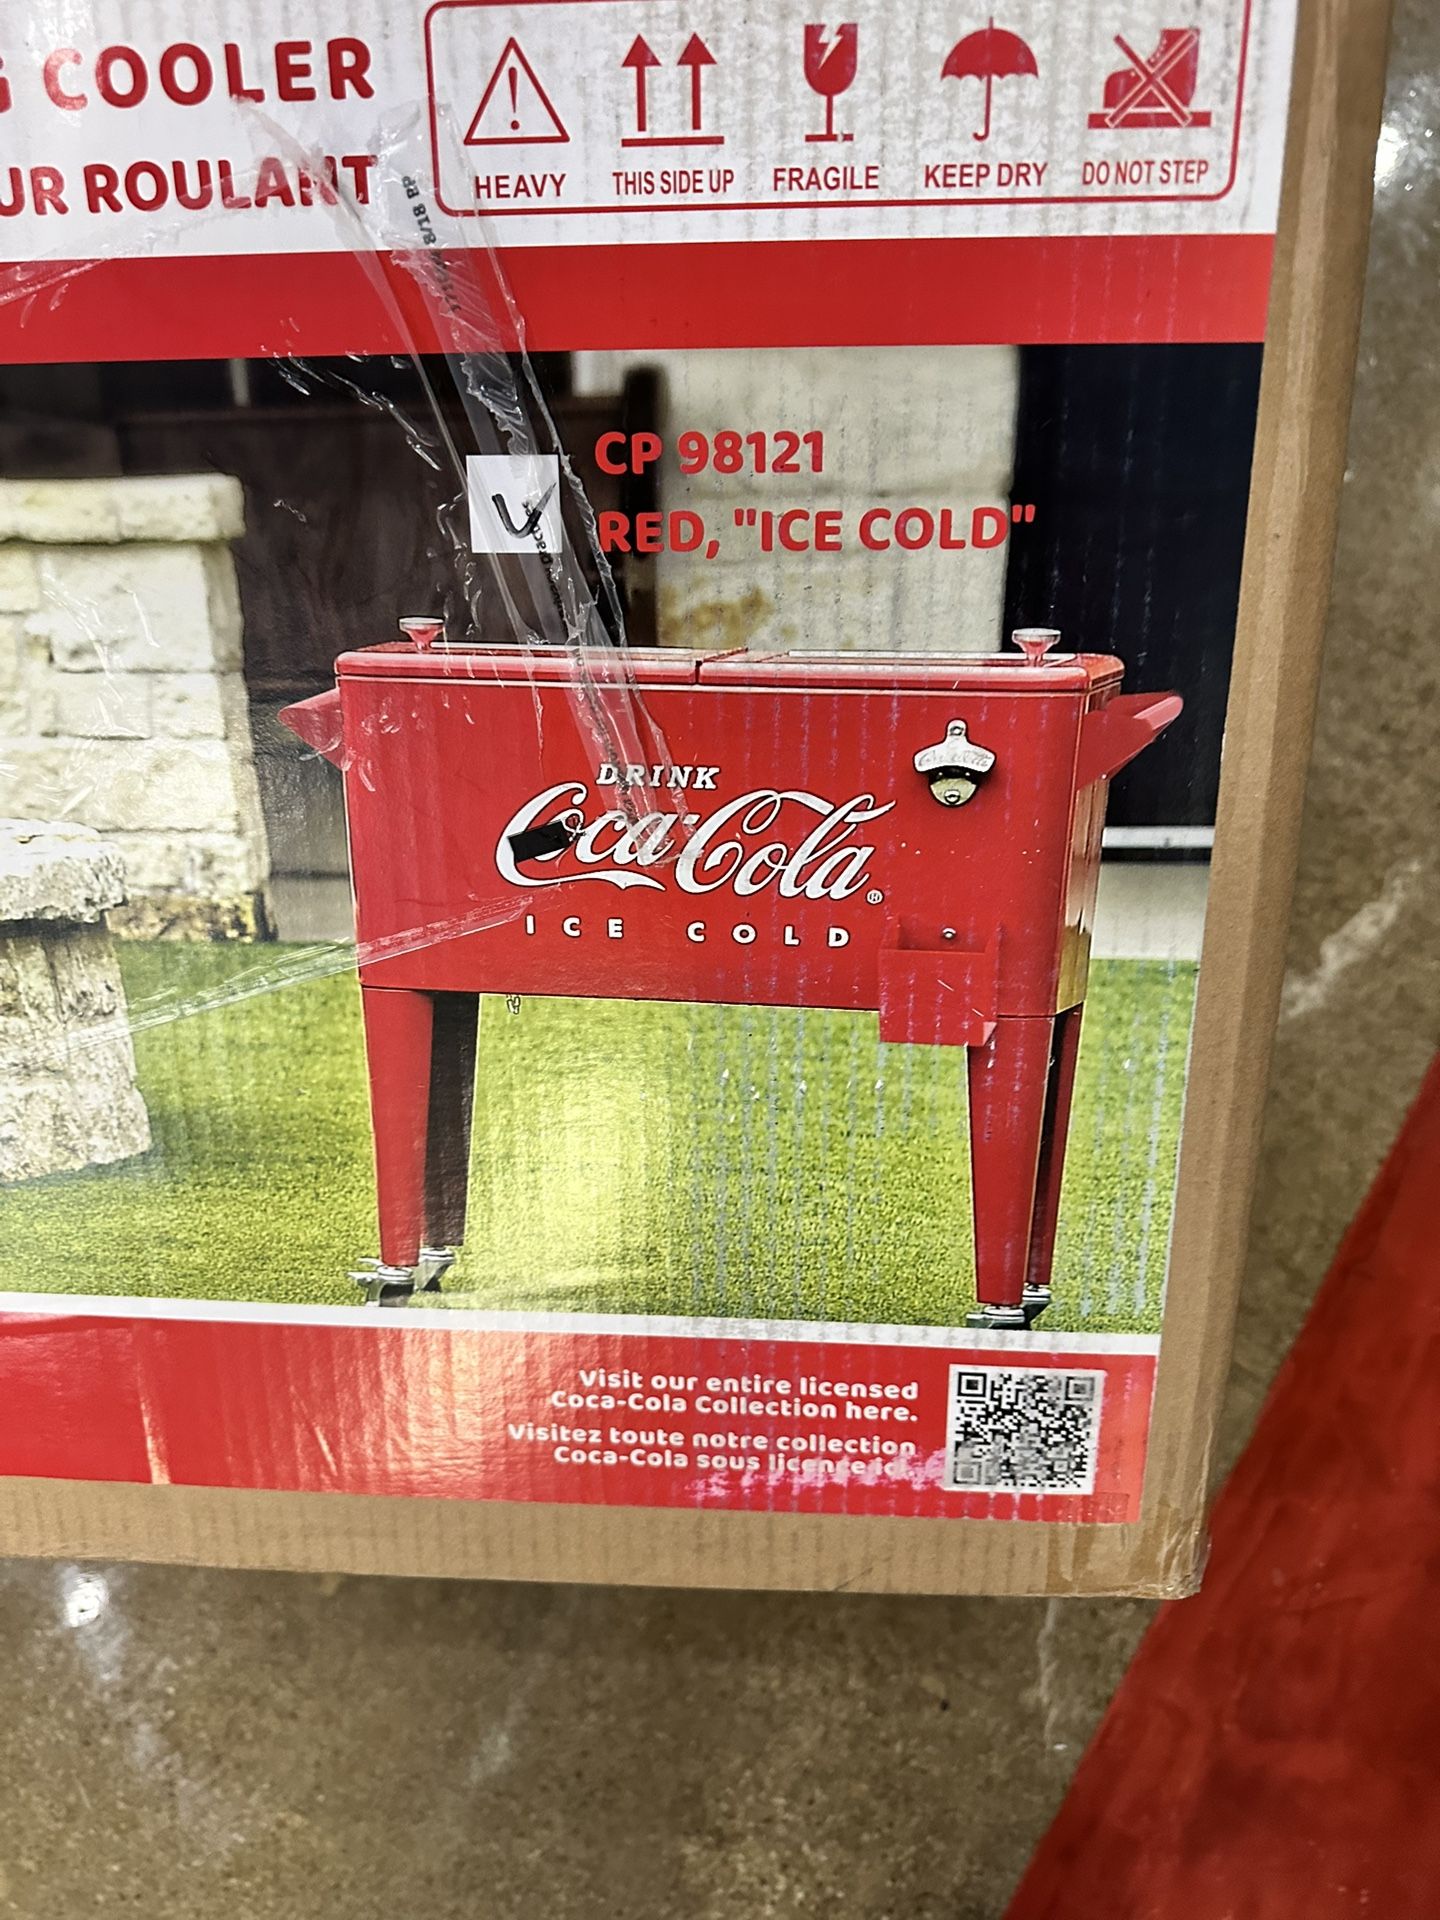 COOLER
HEAVY
THIS SIDE UP
FRAGILE
KEEP DRY
DO NOT STEP
UR ROULANT
CP 98121
RED, "ICE COLD"
DRINK
Coca-Cola®
ICE COLD
Visit our entire licensed
Coca-Cola Collection here.
Visitez toute notre collection
Coca-Cola sous licence ici.